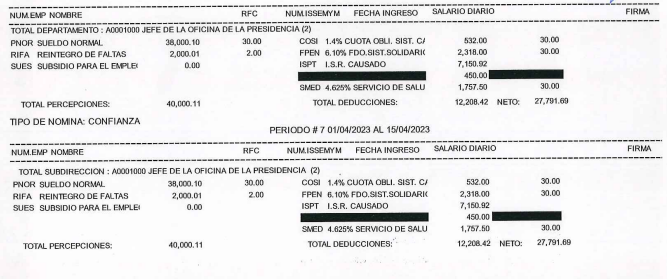 NUM.EMP NOMBRE RFC NUM.ISSEMYM FECHA INGRESO SALARIO DIARIO FIRMA
TOTAL DEPARTAMENTO : A0001000 JEFE DE LA OFICINA DE LA PRESIDENCIA (2)
PNOR SUELDO NORMAL 38,000.10 30.00 COSI 1.4% CUOTA OBLI. SIST. C/ 532.00 30.00
RIFA REINTEGRO DE FALTAS 2,000.01 2.00 FPEN 6.10% FDO.SIST.SOLIDARI( 2,318.00 30.00
SUES SUBSIDIO PARA EL EMPLE( 0.00 ISPT I.S.R. CAUSADO 7,150.92
450.00
SMED 4.625% SERVICIO DE SALU 1,757.50 30.00
TOTAL PERCEPCIONES: 40,000.11 TOTAL DEDUCCIONES: 12,208.42 NETO: 27,791.69
TIPO DE NOMINA: CONFIANZA
PERIODO # 7 01/04/2023 AL 15/04/2023
NUM.EMP NOMBRE RFC NUM.ISSEMYM FECHA INGRESO SALARIO DIARIO FIRMA
TOTAL SUBDIRECCION : A0001000 JEFE DE LA OFICINA DE LA PRESIDENCIA (2)
PNOR SUELDO NORMAL 38,000.10 30.00 COSI 1.4% CUOTA OBLI. SIST. C/ 532.00 30.00
RIFA REINTEGRO DE FALTAS 2,000.01 2.00 FPEN 6.10% FDO.SIST.SOLIDARI( 2,318.00 30.00
SUES SUBSIDIO PARA EL EMPLE( 0.00 ISPT I.S.R. CAUSADO 7,150.92
450.00
SMED 4.625% SERVICIO DE SALU 1,757.50 30.00
TOTAL PERCEPCIONES: 40,000.11 TOTAL DEDUCCIONES: 12,208.42 NETO: 27,791.69